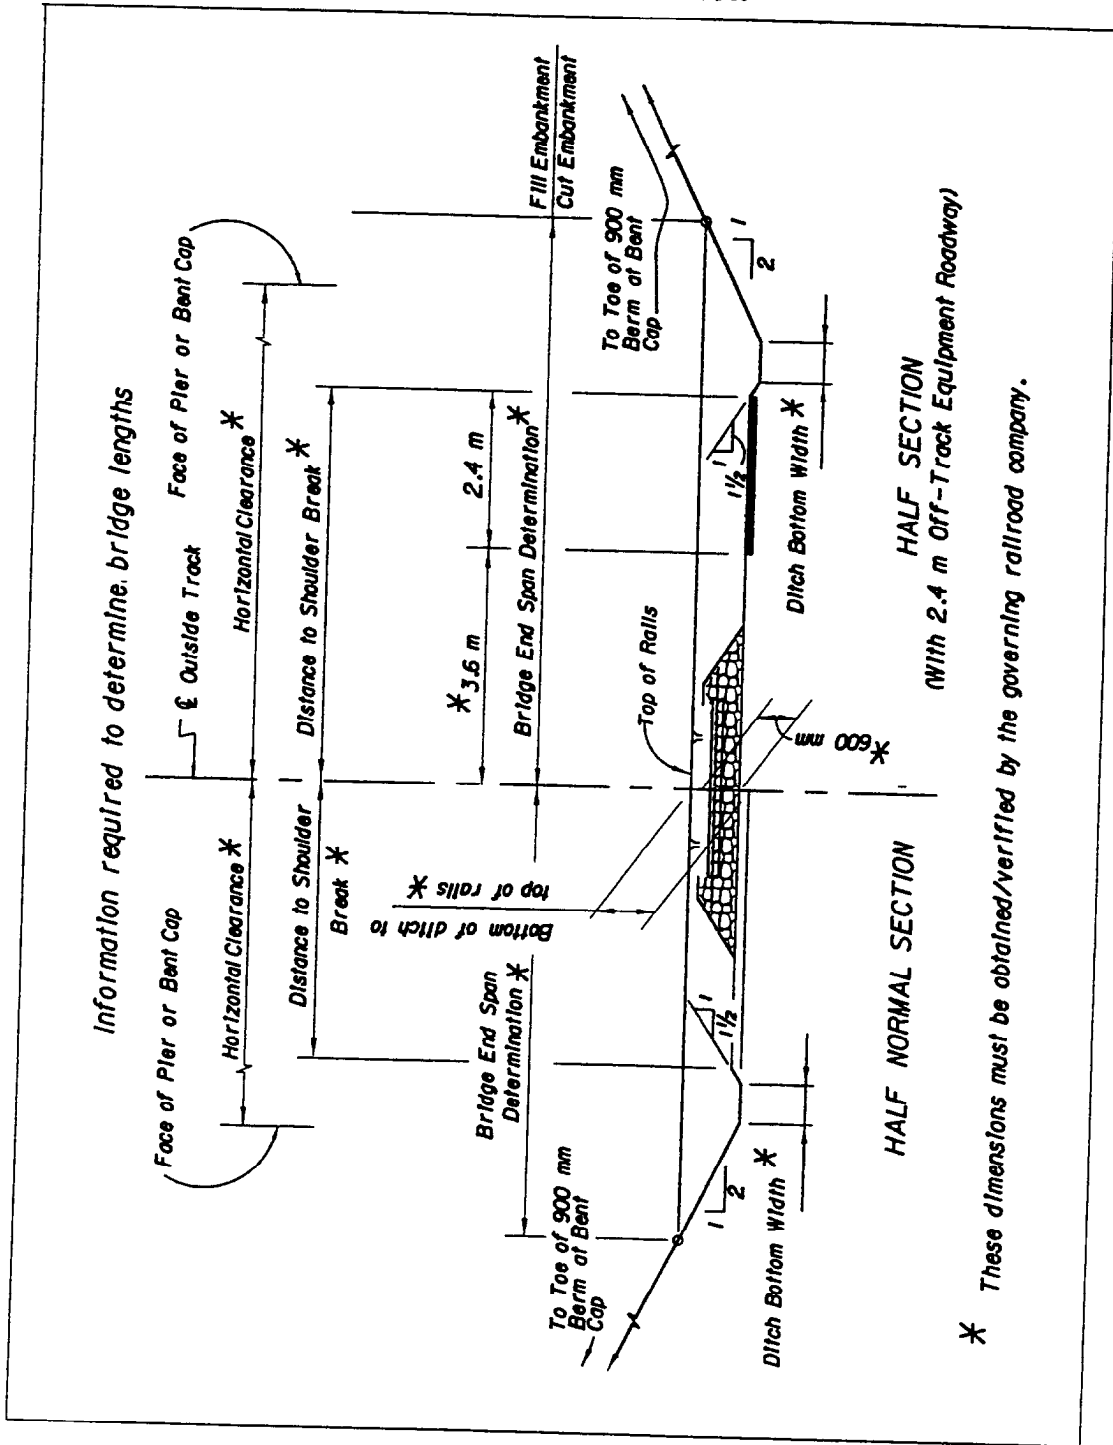 Information required to determine bridge lengths
Face of Pier or Bent Cap
℄ Outside Track
Face of Pier or Bent Cap
Horizontal Clearance *
Horizontal Clearance *
Distance to Shoulder
Break *
Distance to Shoulder Break *
Bottom of ditch to
top of rails *
* 3.6 m
2.4 m
Bridge End Span
Determination *
Bridge End Span Determination *
Fill Embankment
Cut Embankment
To Toe of 900 mm
Berm at Bent
Cap
To Toe of 900 mm
Berm at Bent
Cap
Top of Rails
1
2
1
1½
1
1½
1
2
Ditch Bottom Width *
*600 mm
Ditch Bottom Width *
HALF NORMAL SECTION
HALF SECTION
(With 2.4 m Off-Track Equipment Roadway)
* These dimensions must be obtained/verified by the governing railroad company.